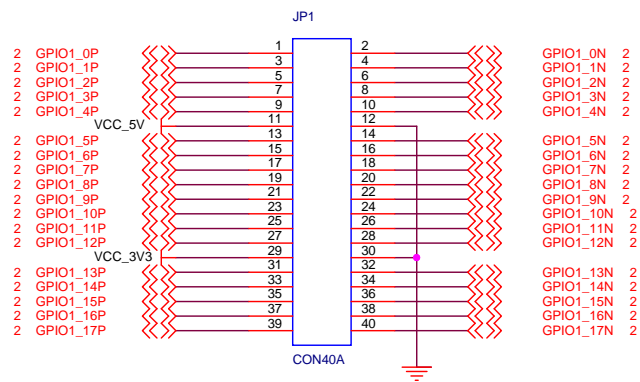 JP1
2 GPIO1_0P 1 2 GPIO1_0N 2
2 GPIO1_1P 3 4 GPIO1_1N 2
2 GPIO1_2P 5 6 GPIO1_2N 2
2 GPIO1_3P 7 8 GPIO1_3N 2
2 GPIO1_4P 9 10 GPIO1_4N 2
VCC_5V 11 12
2 GPIO1_5P 13 14 GPIO1_5N 2
2 GPIO1_6P 15 16 GPIO1_6N 2
2 GPIO1_7P 17 18 GPIO1_7N 2
2 GPIO1_8P 19 20 GPIO1_8N 2
2 GPIO1_9P 21 22 GPIO1_9N 2
2 GPIO1_10P 23 24 GPIO1_10N 2
2 GPIO1_11P 25 26 GPIO1_11N 2
2 GPIO1_12P 27 28 GPIO1_12N 2
VCC_3V3 29 30
2 GPIO1_13P 31 32 GPIO1_13N 2
2 GPIO1_14P 33 34 GPIO1_14N 2
2 GPIO1_15P 35 36 GPIO1_15N 2
2 GPIO1_16P 37 38 GPIO1_16N 2
2 GPIO1_17P 39 40 GPIO1_17N 2
CON40A